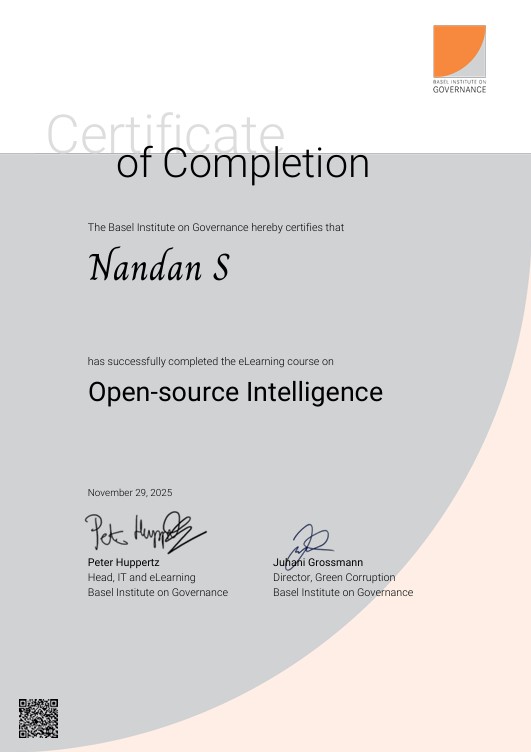 BASEL INSTITUTE ON
GOVERNANCE
Certificate
of Completion
The Basel Institute on Governance hereby certifies that
Nandan S
has successfully completed the eLearning course on
Open-source Intelligence
November 29, 2025
Peter Huppertz
Head, IT and eLearning
Basel Institute on Governance
Juhani Grossmann
Director, Green Corruption
Basel Institute on Governance